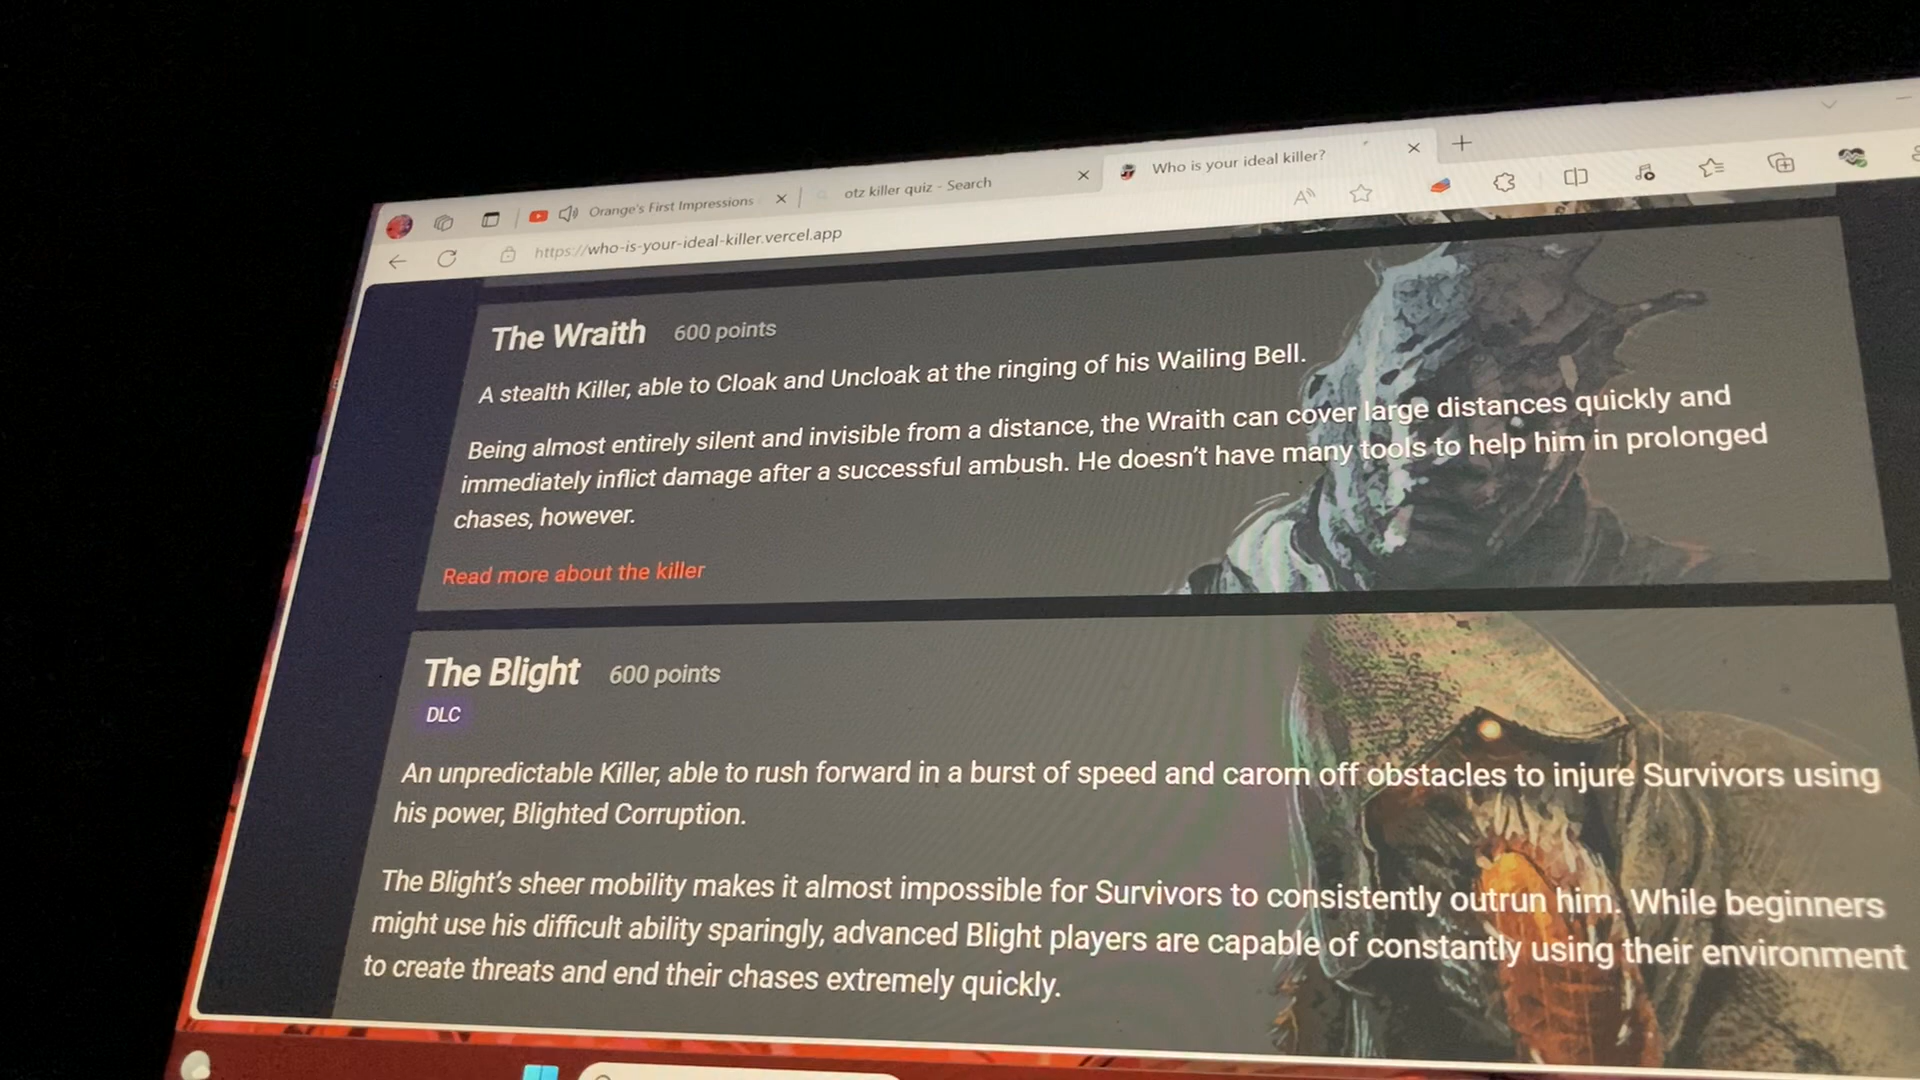 Orange's First Impressions
otz killer quiz - Search
Who is your ideal killer?
https://who-is-your-ideal-killer.vercel.app
The Wraith 600 points
A stealth Killer, able to Cloak and Uncloak at the ringing of his Wailing Bell.
Being almost entirely silent and invisible from a distance, the Wraith can cover large distances quickly and
immediately inflict damage after a successful ambush. He doesn't have many tools to help him in prolonged
chases, however.
Read more about the killer
The Blight 600 points
DLC
An unpredictable Killer, able to rush forward in a burst of speed and carom off obstacles to injure Survivors using
his power, Blighted Corruption.
The Blight's sheer mobility makes it almost impossible for Survivors to consistently outrun him. While beginners
might use his difficult ability sparingly, advanced Blight players are capable of constantly using their environment
to create threats and end their chases extremely quickly.